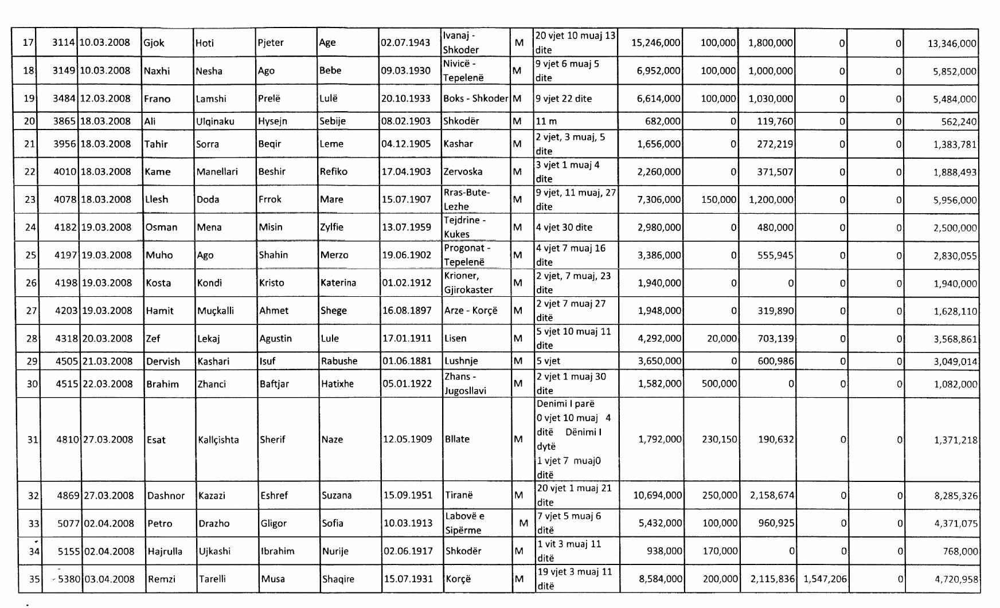 17 3114 10.03.2008 Gjok Hoti Pjeter Age 02.07.1943 Ivanaj - Shkoder M 20 vjet 10 muaj 13 dite 15,246,000 100,000 1,800,000 0 0 13,346,000
18 3149 10.03.2008 Naxhi Nesha Ago Bebe 09.03.1930 Nivicë - Tepelenë M 9 vjet 6 muaj 5 dite 6,952,000 100,000 1,000,000 0 0 5,852,000
19 3484 12.03.2008 Frano Lamshi Prelë Lulë 20.10.1933 Boks - Shkoder M 9 vjet 22 dite 6,614,000 100,000 1,030,000 0 0 5,484,000
20 3865 18.03.2008 Ali Ulqinaku Hysejn Sebije 08.02.1903 Shkodër M 11 m 682,000 0 119,760 0 0 562,240
21 3956 18.03.2008 Tahir Sorra Beqir Leme 04.12.1905 Kashar M 2 vjet, 3 muaj, 5 dite 1,656,000 0 272,219 0 0 1,383,781
22 4010 18.03.2008 Kame Manellari Beshir Refiko 17.04.1903 Zervoska M 3 vjet 1 muaj 4 dite 2,260,000 0 371,507 0 0 1,888,493
23 4078 18.03.2008 Llesh Doda Frrok Mare 15.07.1907 Rras-Bute-Lezhe M 9 vjet, 11 muaj, 27 dite 7,306,000 150,000 1,200,000 0 0 5,956,000
24 4182 19.03.2008 Osman Mena Misin Zylfie 13.07.1959 Tejdrine - Kukes M 4 vjet 30 dite 2,980,000 0 480,000 0 0 2,500,000
25 4197 19.03.2008 Muho Ago Shahin Merzo 19.06.1902 Progonat - Tepelenë M 4 vjet 7 muaj 16 dite 3,386,000 0 555,945 0 0 2,830,055
26 4198 19.03.2008 Kosta Kondi Kristo Katerina 01.02.1912 Krioner, Gjirokaster M 2 vjet, 7 muaj, 23 dite 1,940,000 0 0 0 0 1,940,000
27 4203 19.03.2008 Hamit Muçkalli Ahmet Shege 16.08.1897 Arze - Korçë M 2 vjet 7 muaj 27 ditë 1,948,000 0 319,890 0 0 1,628,110
28 4318 20.03.2008 Zef Lekaj Agustin Lule 17.01.1911 Lisen M 5 vjet 10 muaj 11 dite 4,292,000 20,000 703,139 0 0 3,568,861
29 4505 21.03.2008 Dervish Kashari Isuf Rabushe 01.06.1881 Lushnje M 5 vjet 3,650,000 0 600,986 0 0 3,049,014
30 4515 22.03.2008 Brahim Zhanci Baftjar Hatixhe 05.01.1922 Zhans - Jugosllavi M 2 vjet 1 muaj 30 dite 1,582,000 500,000 0 0 0 1,082,000
31 4810 27.03.2008 Esat Kallçishta Sherif Naze 12.05.1909 Bllate M Denimi I parë 0 vjet 10 muaj 4 ditë Dënimi I dytë 1 vjet 7 muaj0 ditë 1,792,000 230,150 190,632 0 0 1,371,218
32 4869 27.03.2008 Dashnor Kazazi Eshref Suzana 15.09.1951 Tiranë M 20 vjet 1 muaj 21 dite 10,694,000 250,000 2,158,674 0 0 8,285,326
33 5077 02.04.2008 Petro Drazho Gligor Sofia 10.03.1913 Labovë e Sipërme M 7 vjet 5 muaj 6 ditë 5,432,000 100,000 960,925 0 0 4,371,075
34 5155 02.04.2008 Hajrulla Ujkashi Ibrahim Nurije 02.06.1917 Shkodër M 1 vit 3 muaj 11 ditë 938,000 170,000 0 0 0 768,000
35 5380 03.04.2008 Remzi Tarelli Musa Shaqire 15.07.1931 Korçë M 19 vjet 3 muaj 11 ditë 8,584,000 200,000 2,115,836 1,547,206 0 4,720,958